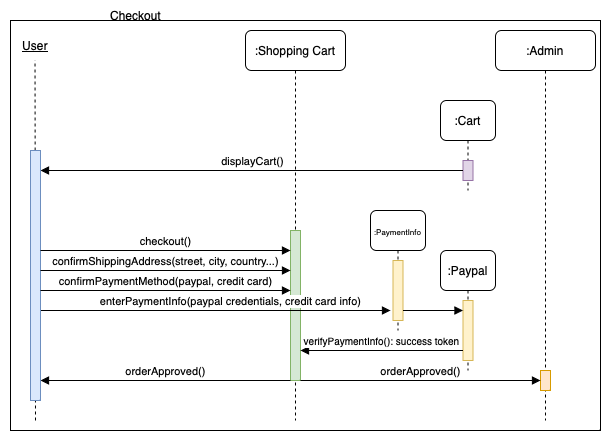 Checkout
User
:Shopping Cart
:Admin
:Cart
displayCart()
:PaymentInfo
checkout()
confirmShippingAddress(street, city, country...)
:Paypal
confirmPaymentMethod(paypal, credit card)
enterPaymentInfo(paypal credentials, credit card info)
verifyPaymentInfo(): success token
orderApproved()
orderApproved()